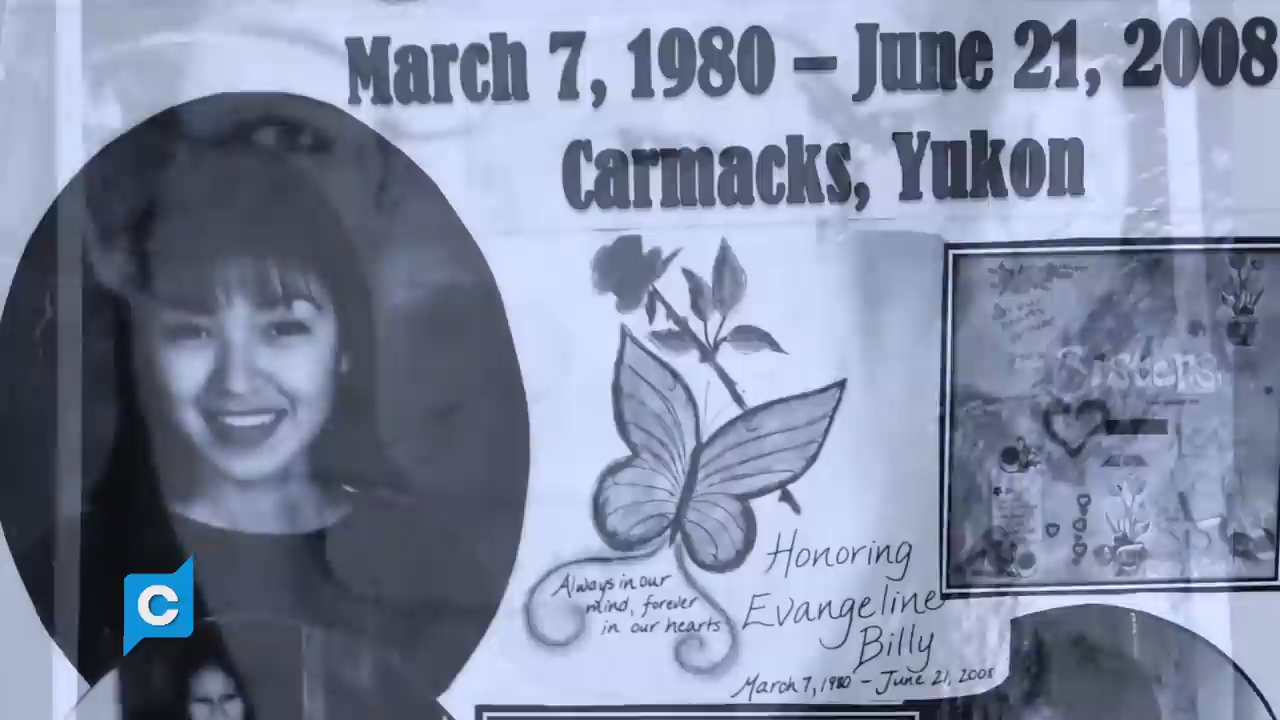 March 7, 1980 – June 21, 2008
Carmacks, Yukon
Sisters
Always in our
mind, forever
in our hearts
Honoring
Evangeline
Billy
March 7, 1980 – June 21, 2008
C